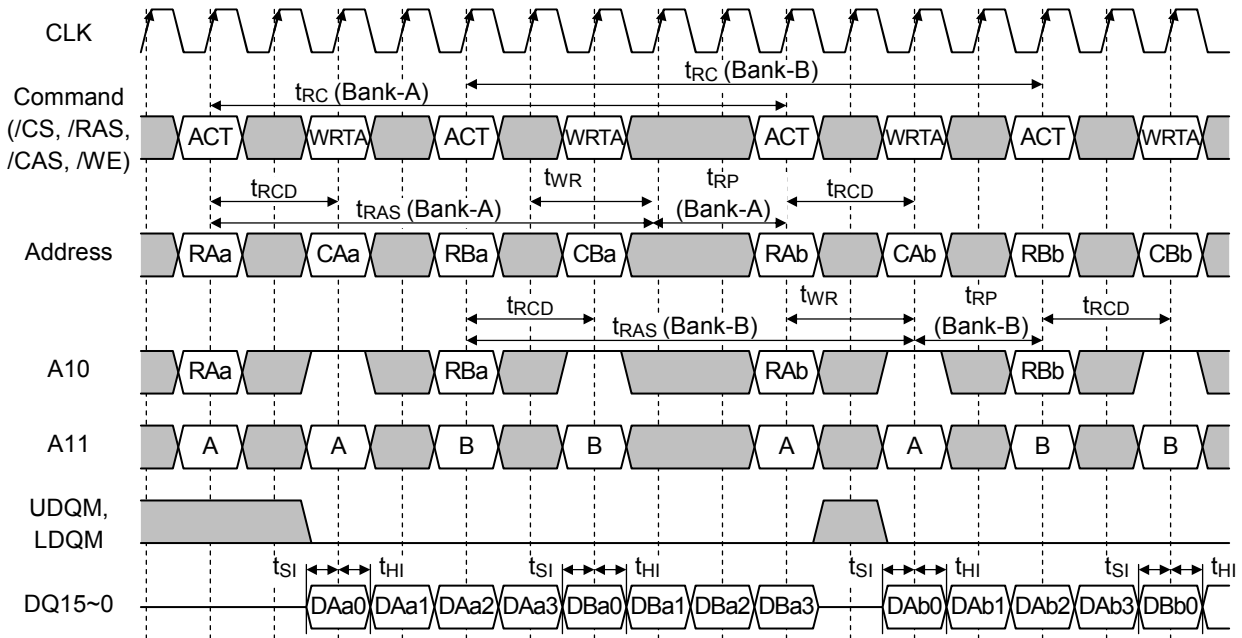 CLK
tRC (Bank-B)
tRC (Bank-A)
Command
(/CS, /RAS,
/CAS, /WE)
ACT WRTA ACT WRTA ACT WRTA ACT WRTA
tRCD tWR tRP tRCD
tRAS (Bank-A) (Bank-A)
Address RAa CAa RBa CBa RAb CAb RBb CBb
tRCD tWR tRP tRCD
tRAS (Bank-B) (Bank-B)
A10 RAa RBa RAb RBb
A11 A A B B A A B B
UDQM,
LDQM
tSI tHI tSI tHI tSI tHI tSI tHI
DQ15~0 DAa0 DAa1 DAa2 DAa3 DBa0 DBa1 DBa2 DBa3 DAb0 DAb1 DAb2 DAb3 DBb0